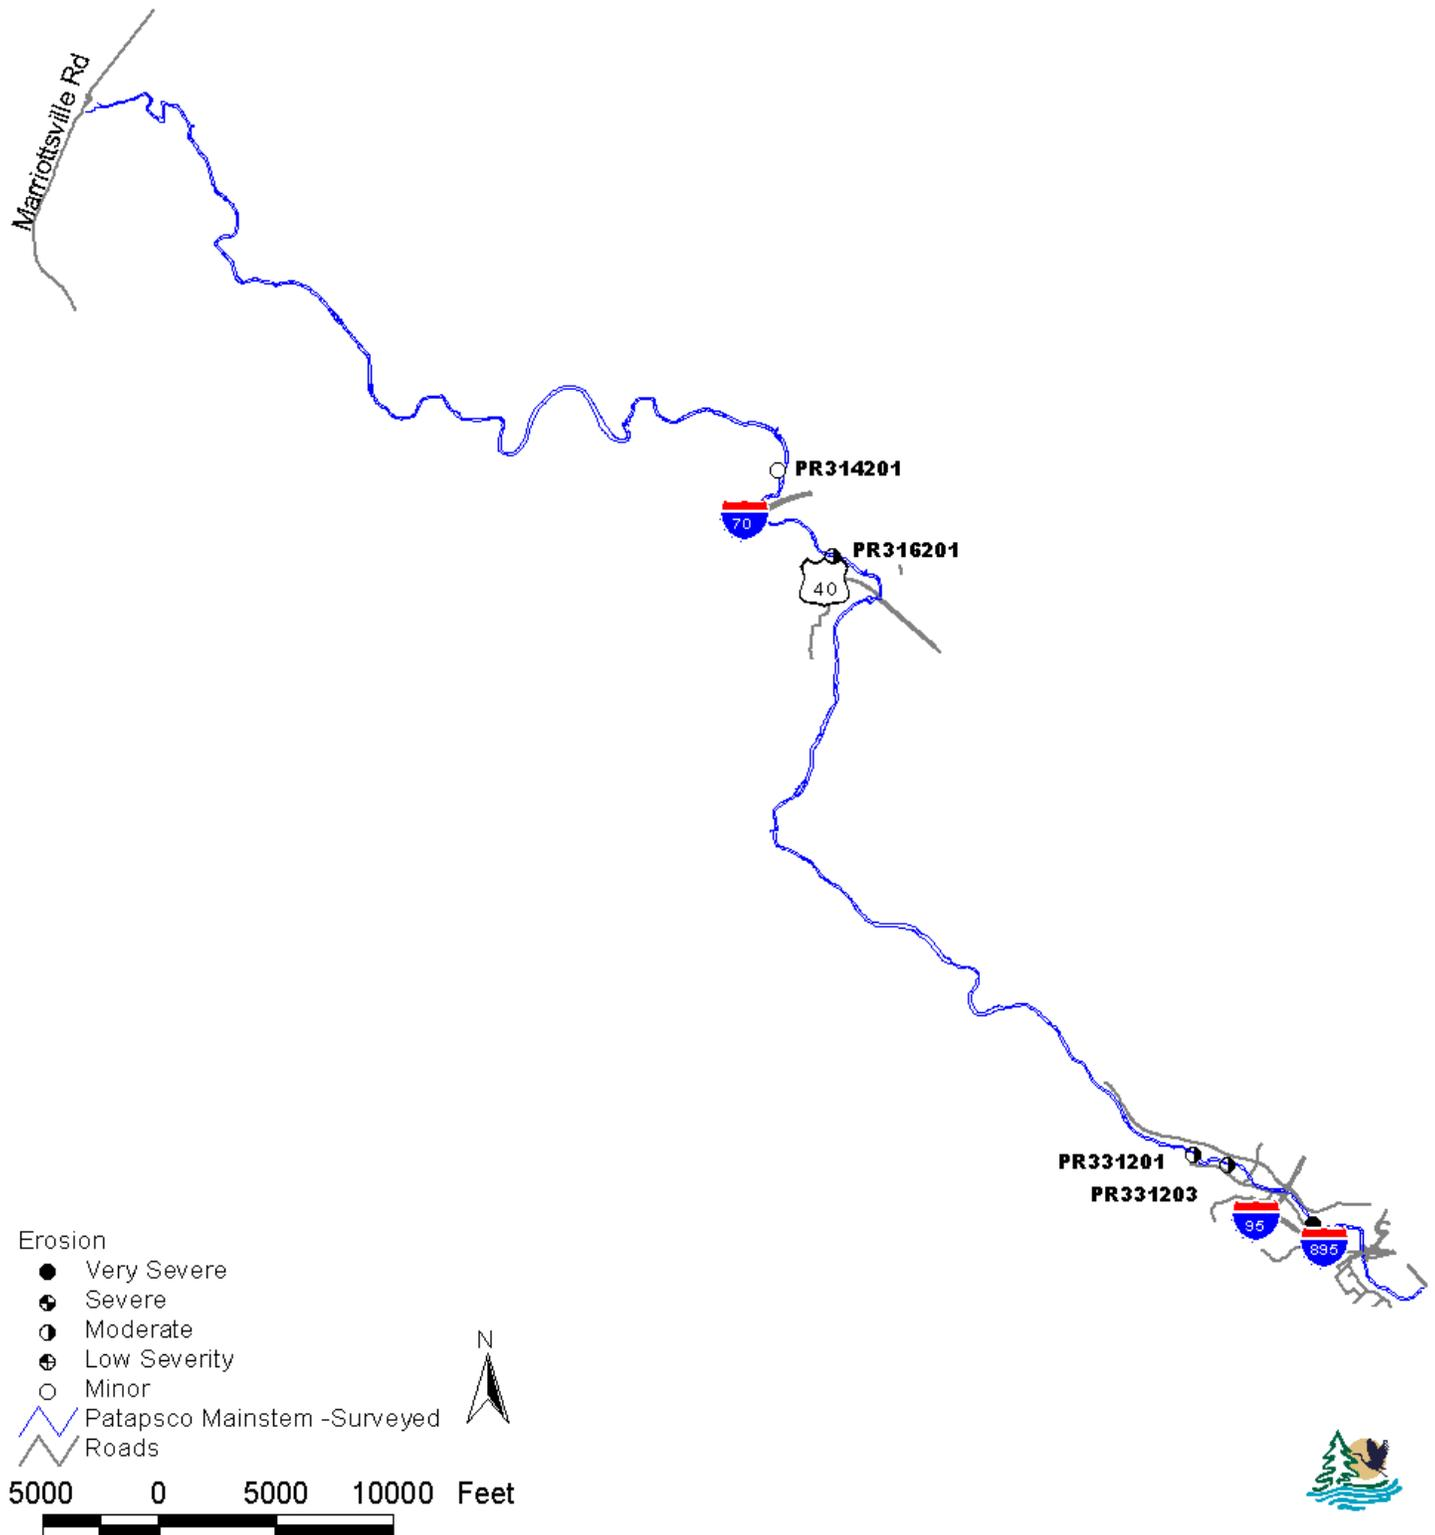 Marriottsville Rd
PR314201
70
PR316201
40
PR331201
PR331203
95
895
Erosion
Very Severe
Severe
Moderate
Low Severity
Minor
Patapsco Mainstem -Surveyed
Roads
N
5000 0 5000 10000 Feet